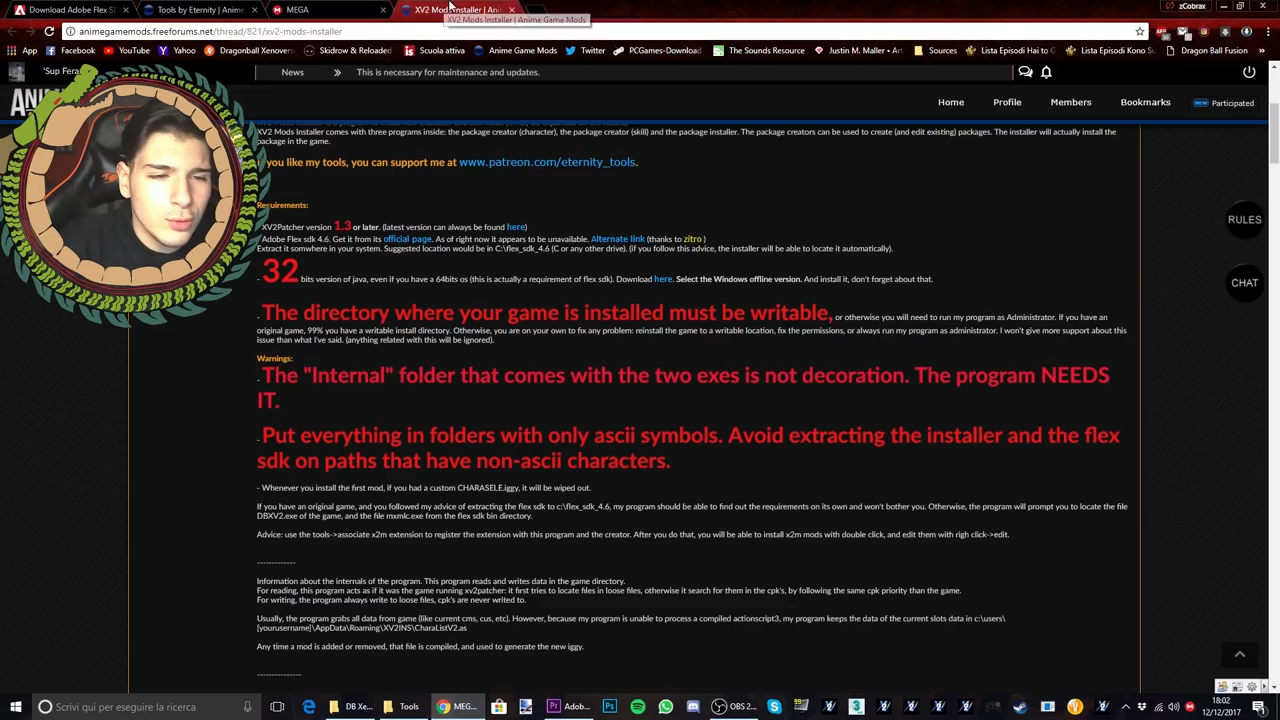 Download Adobe Flex SD
Tools by Eternity | Anime
MEGA
XV2 Mods Installer | Anim
zCobrax
XV2 Mods Installer | Anime Game Mods
animegamemods.freeforums.net/thread/821/xv2-mods-installer
App
Facebook
YouTube
Yahoo
Dragonball Xenovers
Skidrow & Reloaded
Scuola attiva
Anime Game Mods
Twitter
PCGames-Download
The Sounds Resource
Justin M. Maller • Art
Sources
Lista Episodi Hai to G
Lista Episodi Kono Su
Dragon Ball Fusion
'Sup Fera
News
This is necessary for maintenance and updates.
Home Profile Members Bookmarks NEW Participated
XV2 Mods Installer comes with three programs inside: the package creator (character), the package creator (skill) and the package installer. The package creators can be used to create (and edit existing) packages. The installer will actually install the
package in the game.
you like my tools, you can support me at www.patreon.com/eternity_tools.
Requirements:
XV2Patcher version 1.3 or later. (latest version can always be found here)
Adobe Flex sdk 4.6. Get it from its official page. As of right now it appears to be unavailable. Alternate link (thanks to zitro )
Extract it somwhere in your system. Suggested location would be in C:\flex_sdk_4.6 (C or any other drive). (if you follow this advice, the installer will be able to locate it automatically).
- 32 bits version of java, even if you have a 64bits os (this is actually a requirement of flex sdk). Download here. Select the Windows offline version. And install it, don't forget about that.
- The directory where your game is installed must be writable, or otherwise you will need to run my program as Administrator. If you have an
original game, 99% you have a writable install directory. Otherwise, you are on your own to fix any problem: reinstall the game to a writable location, fix the permissions, or always run my program as administrator. I won't give more support about this
issue than what I've said. (anything related with this will be ignored).
Warnings:
- The "Internal" folder that comes with the two exes is not decoration. The program NEEDS
IT.
- Put everything in folders with only ascii symbols. Avoid extracting the installer and the flex
sdk on paths that have non-ascii characters.
- Whenever you install the first mod, if you had a custom CHARASELE.iggy, it will be wiped out.
If you have an original game, and you followed my advice of extracting the flex sdk to c:\flex_sdk_4.6, my program should be able to find out the requirements on its own and won't bother you. Otherwise, the program will prompt you to locate the file
DBXV2.exe of the game, and the file mxmlc.exe from the flex sdk bin directory.
Advice: use the tools->associate x2m extension to register the extension with this program and the creator. After you do that, you will be able to install x2m mods with double click, and edit them with righ click->edit.
-------------
Information about the internals of the program. This program reads and writes data in the game directory.
For reading, this program acts as if it was the game running xv2patcher: it first tries to locate files in loose files, otherwise it search for them in the cpk's, by following the same cpk priority than the game.
For writing, the program always write to loose files, cpk's are never writed to.
Usually, the program grabs all data from game (like current cms, cus, etc). However, because my program is unable to process a compiled actionscript3, my program keeps the data of the current slots data in c:\users\
[yourusername]\AppData\Roaming\XV2INS\CharaListV2.as
Any time a mod is added or removed, that file is compiled, and used to generate the new iggy.
---------------
RULES
CHAT
Scrivi qui per eseguire la ricerca
DB Xe...
Tools
MEG...
Adob...
OBS 2...
18:02
12/12/2017